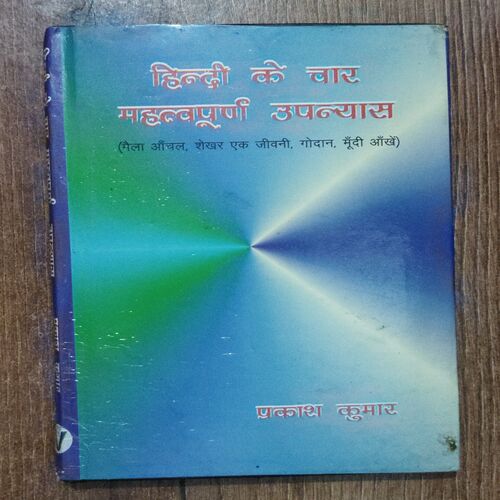 हिन्दी के चार
महत्वपूर्ण उपन्यास
(मैला आँचल, शेखर एक जीवनी, गोदान, मूँदी आँखें)
प्रकाश कुमार